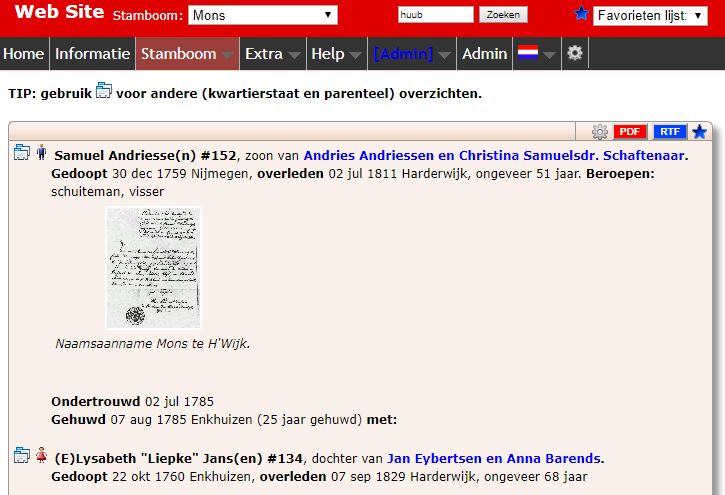 Web Site Stamboom: Mons huub Zoeken Favorieten lijst:
Home Informatie Stamboom Extra Help [Admin] Admin
TIP: gebruik voor andere (kwartierstaat en parenteel) overzichten.
PDF RTF
Samuel Andriesse(n) #152, zoon van Andries Andriessen en Christina Samuelsdr. Schaftenaar.
Gedoopt 30 dec 1759 Nijmegen, overleden 02 jul 1811 Harderwijk, ongeveer 51 jaar. Beroepen:
schuiteman, visser
Naamsaanname Mons te H'Wijk.
Ondertrouwd 02 jul 1785
Gehuwd 07 aug 1785 Enkhuizen (25 jaar gehuwd) met:
(E)Lysabeth "Liepke" Jans(en) #134, dochter van Jan Eybertsen en Anna Barends.
Gedoopt 22 okt 1760 Enkhuizen, overleden 07 sep 1829 Harderwijk, ongeveer 68 jaar